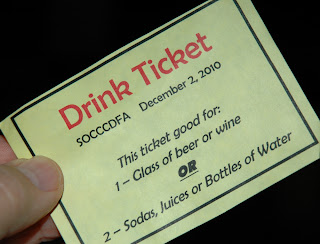 Drink Ticket
SOCCCDFA December 2, 2010
This ticket good for:
1 – Glass of beer or wine
OR
2 – Sodas, Juices or Bottles of Water